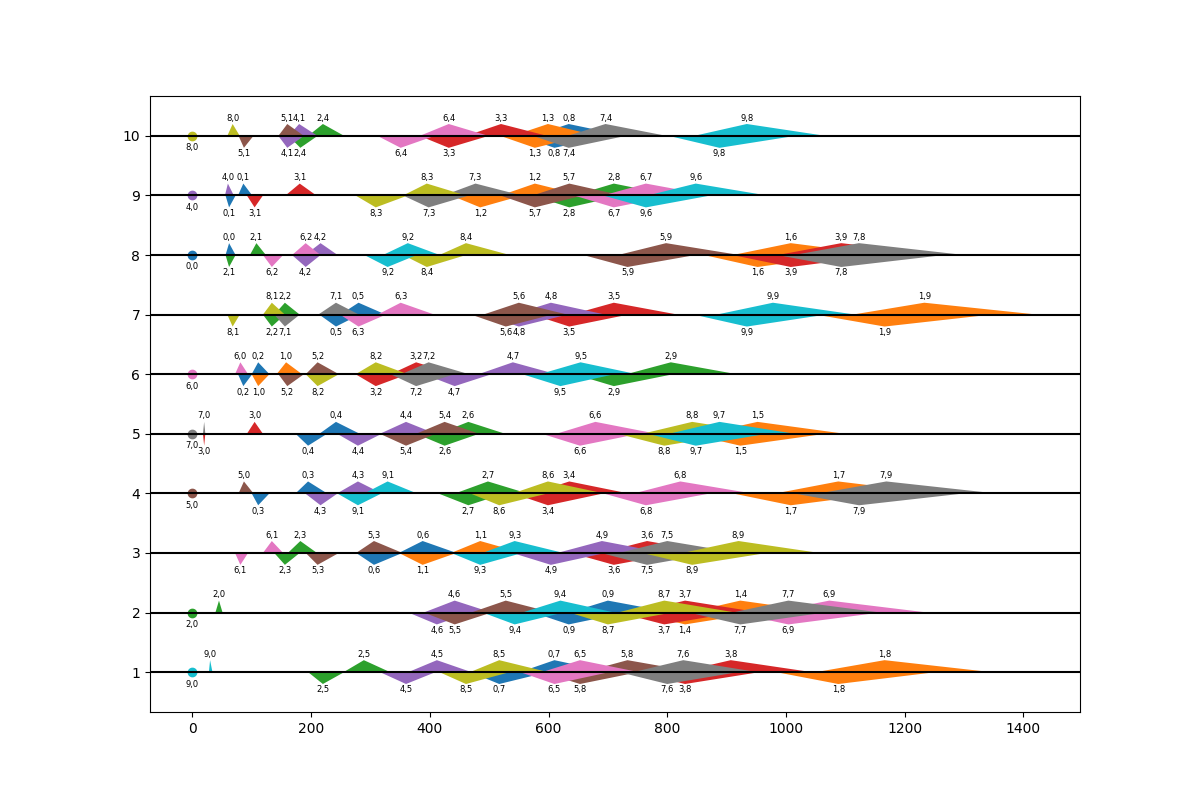 8,0 5,1 4,1 2,4 6,4 3,3 1,3 0,8 7,4 9,8
10
8,0 5,1 4,1 2,4 6,4 3,3 1,3 0,8 7,4 9,8
4,0 0,1 3,1 8,3 7,3 1,2 5,7 2,8 6,7 9,6
9
4,0 0,1 3,1 8,3 7,3 1,2 5,7 2,8 6,7 9,6
0,0 2,1 6,2 4,2 9,2 8,4 5,9 1,6 3,9 7,8
8
0,0 2,1 6,2 4,2 9,2 8,4 5,9 1,6 3,9 7,8
8,1 2,2 7,1 0,5 6,3 5,6 4,8 3,5 9,9 1,9
7
8,1 2,2 7,1 0,5 6,3 5,6 4,8 3,5 9,9 1,9
6,0 0,2 1,0 5,2 8,2 3,2 7,2 4,7 9,5 2,9
6
6,0 0,2 1,0 5,2 8,2 3,2 7,2 4,7 9,5 2,9
7,0 3,0 0,4 4,4 5,4 2,6 6,6 8,8 9,7 1,5
5
7,0 3,0 0,4 4,4 5,4 2,6 6,6 8,8 9,7 1,5
5,0 0,3 4,3 9,1 2,7 8,6 3,4 6,8 1,7 7,9
4
5,0 0,3 4,3 9,1 2,7 8,6 3,4 6,8 1,7 7,9
6,1 2,3 5,3 0,6 1,1 9,3 4,9 3,6 7,5 8,9
3
6,1 2,3 5,3 0,6 1,1 9,3 4,9 3,6 7,5 8,9
2,0 4,6 5,5 9,4 0,9 8,7 3,7 1,4 7,7 6,9
2
2,0 4,6 5,5 9,4 0,9 8,7 3,7 1,4 7,7 6,9
9,0 2,5 4,5 8,5 0,7 6,5 5,8 7,6 3,8 1,8
1
9,0 2,5 4,5 8,5 0,7 6,5 5,8 7,6 3,8 1,8
0 200 400 600 800 1000 1200 1400